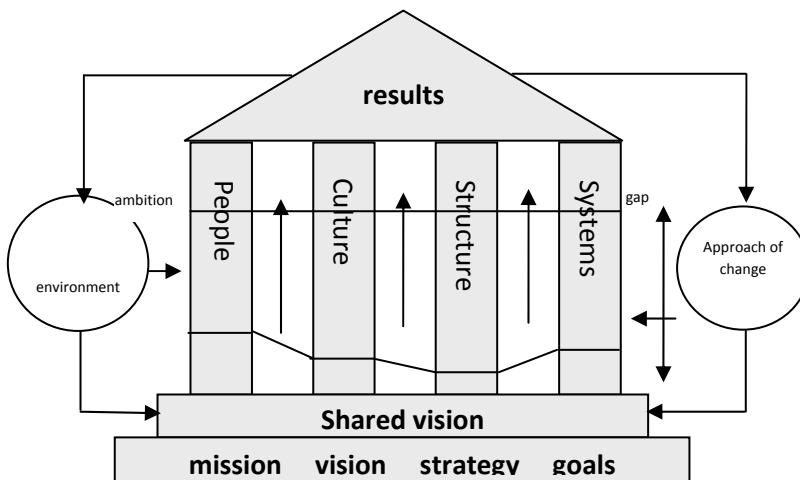 results
People
Culture
Structure
Systems
ambition
gap
environment
Approach of
change
Shared vision
mission vision strategy goals